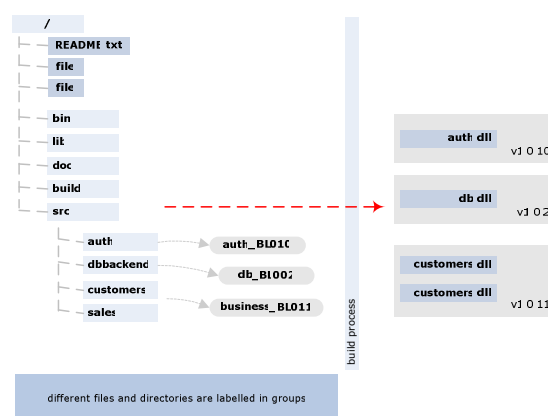 /
README txt
file
file
bin
lit
doc
build
src
auth
dbbackend
customers
sales
auth_BL010
db_BL002
business_BL011
build process
auth dll
v1 0 10
db dll
v1 0 2
customers dll
customers dll
v1 0 11
different files and directories are labelled in groups